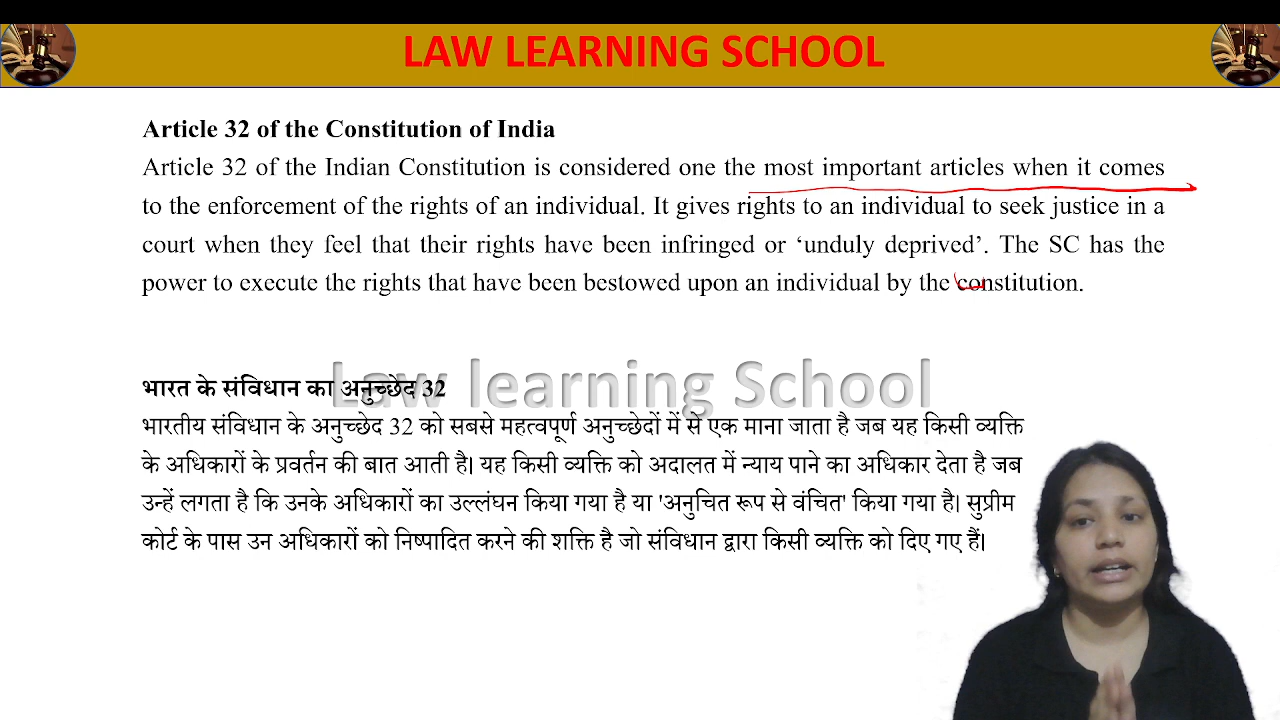 LAW LEARNING SCHOOL
Article 32 of the Constitution of India
Article 32 of the Indian Constitution is considered one the most important articles when it comes
to the enforcement of the rights of an individual. It gives rights to an individual to seek justice in a
court when they feel that their rights have been infringed or ‘unduly deprived’. The SC has the
power to execute the rights that have been bestowed upon an individual by the constitution.
Law learning School
भारत के संविधान का अनुच्छेद 32
भारतीय संविधान के अनुच्छेद 32 को सबसे महत्वपूर्ण अनुच्छेदों में से एक माना जाता है जब यह किसी व्यक्ति
के अधिकारों के प्रवर्तन की बात आती है। यह किसी व्यक्ति को अदालत में न्याय पाने का अधिकार देता है जब
उन्हें लगता है कि उनके अधिकारों का उल्लंघन किया गया है या 'अनुचित रूप से वंचित' किया गया है। सुप्रीम
कोर्ट के पास उन अधिकारों को निष्पादित करने की शक्ति है जो संविधान द्वारा किसी व्यक्ति को दिए गए हैं।